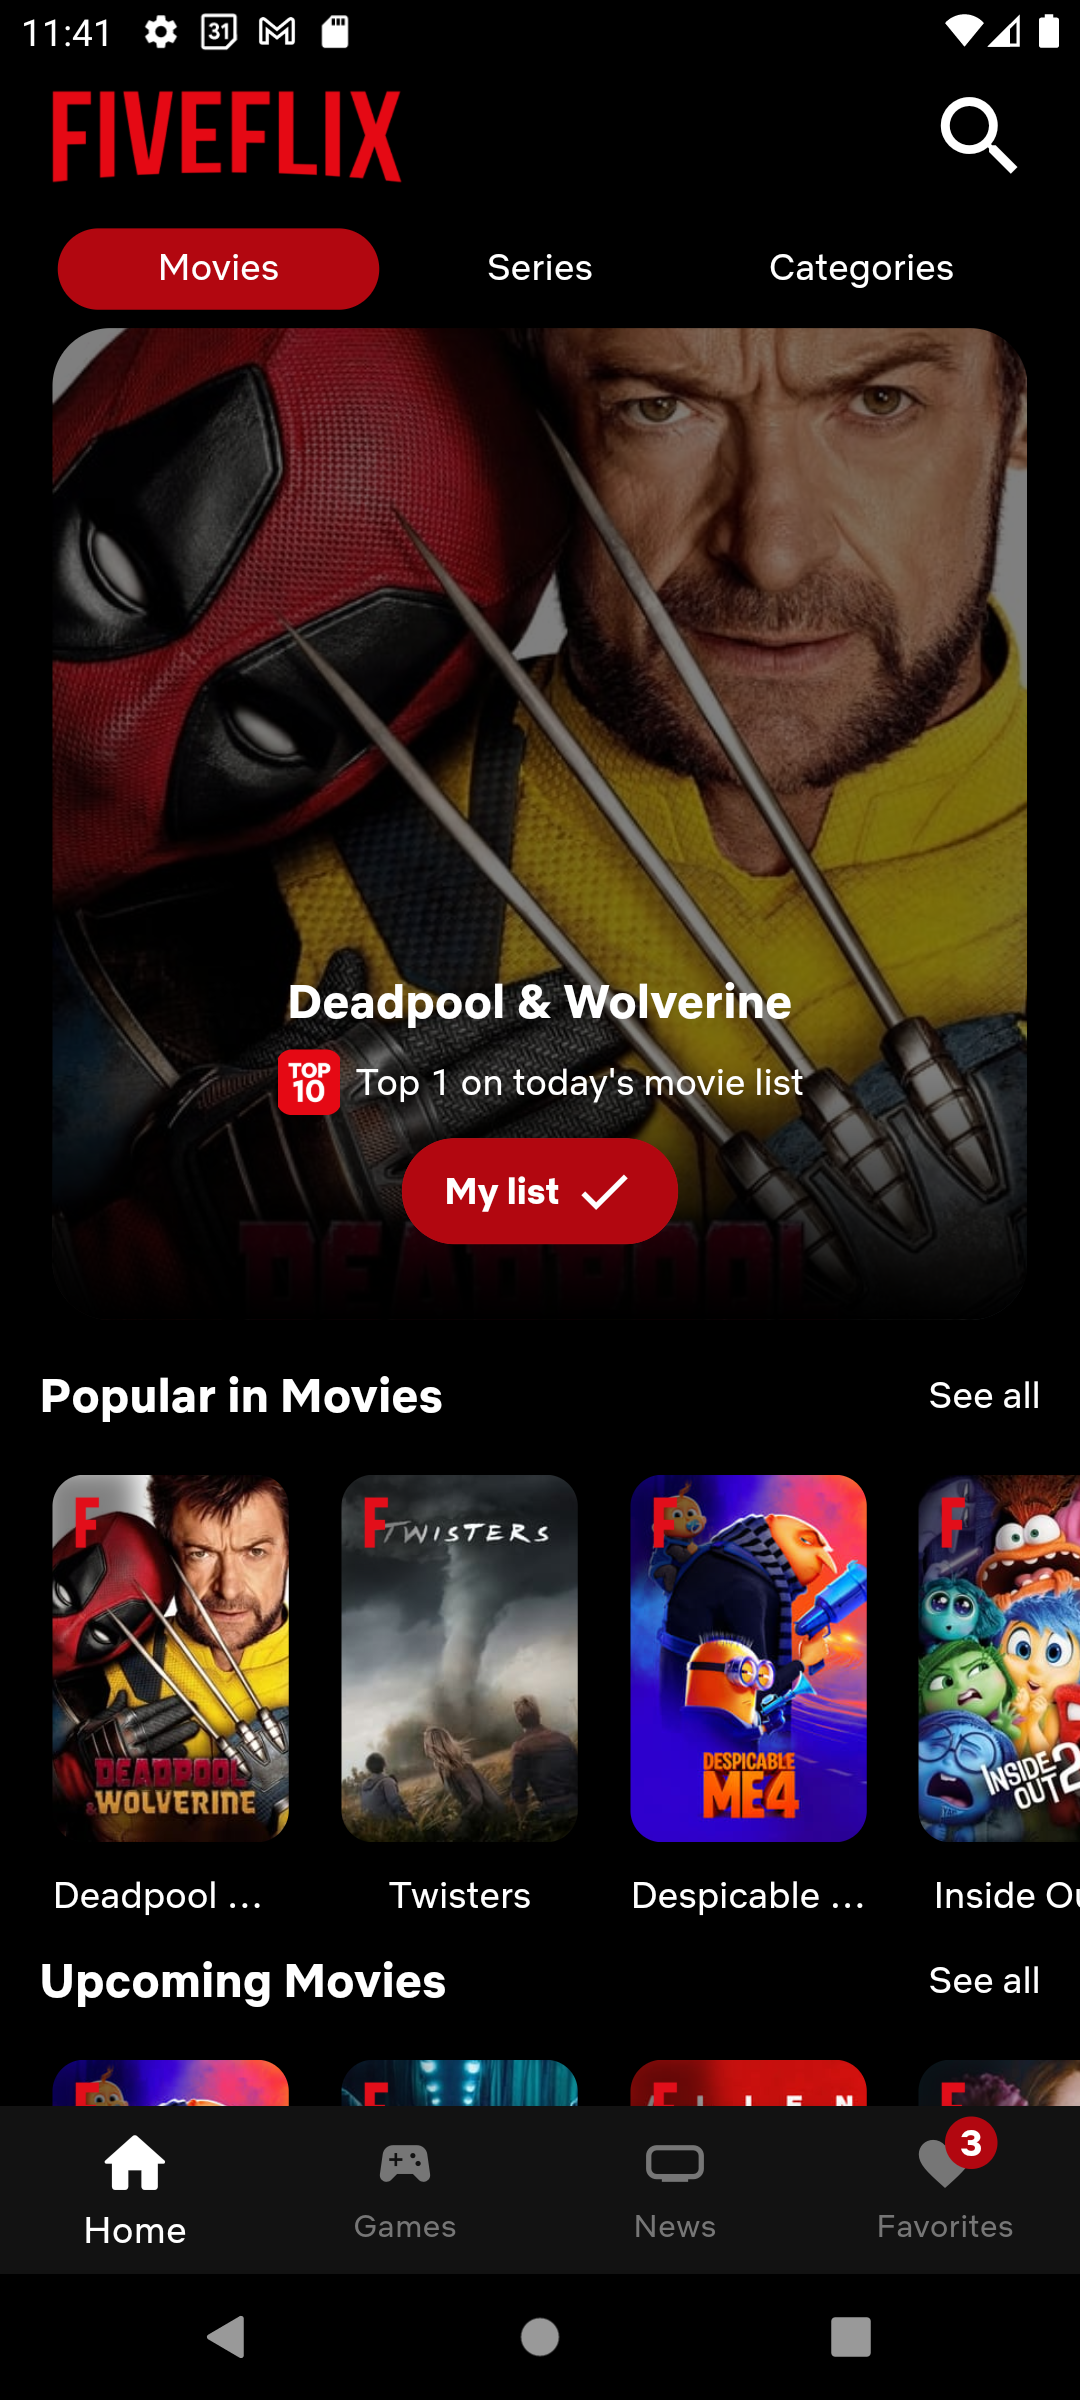 11:41
31
FIVEFLIX
Movies
Series
Categories
Deadpool & Wolverine
TOP 10
Top 1 on today's movie list
My list
DEADPOOL
Popular in Movies
See all
F
DEADPOOL
& WOLVERINE
F
TWISTERS
F
DESPICABLE
ME4
F
INSIDE
OUT 2
Deadpool ...
Twisters
Despicable ...
Inside Ou
Upcoming Movies
See all
F
F
F
ALIEN
F
3
Home
Games
News
Favorites